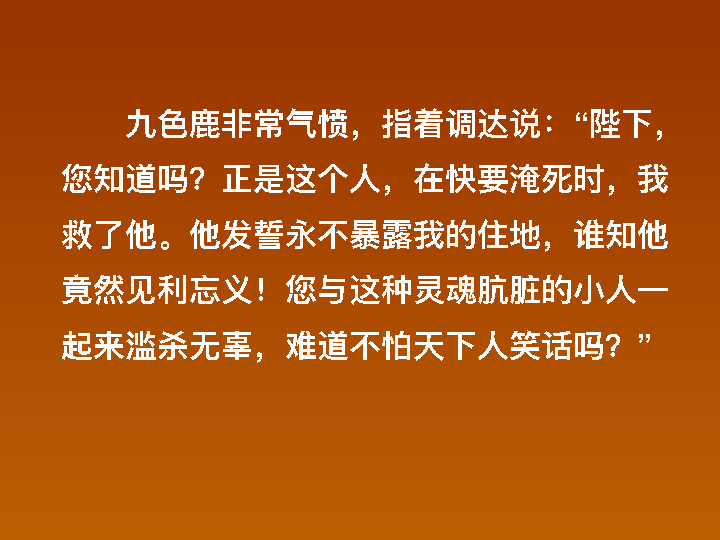 九色鹿非常气愤，指着调达说：“陛下，
您知道吗？正是这个人，在快要淹死时，我
救了他。他发誓永不暴露我的住地，谁知他
竟然见利忘义！您与这种灵魂肮脏的小人一
起来滥杀无辜，难道不怕天下人笑话吗？”